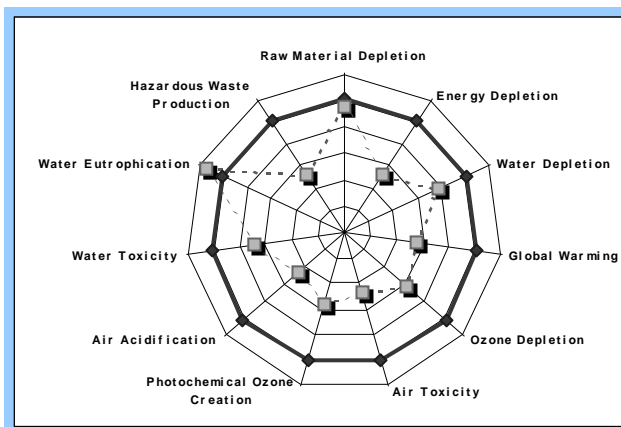 Raw Material Depletion
Energy Depletion
Water Depletion
Global Warming
Ozone Depletion
Air Toxicity
Photochemical Ozone
Creation
Air Acidification
Water Toxicity
Water Eutrophication
Hazardous Waste
Production